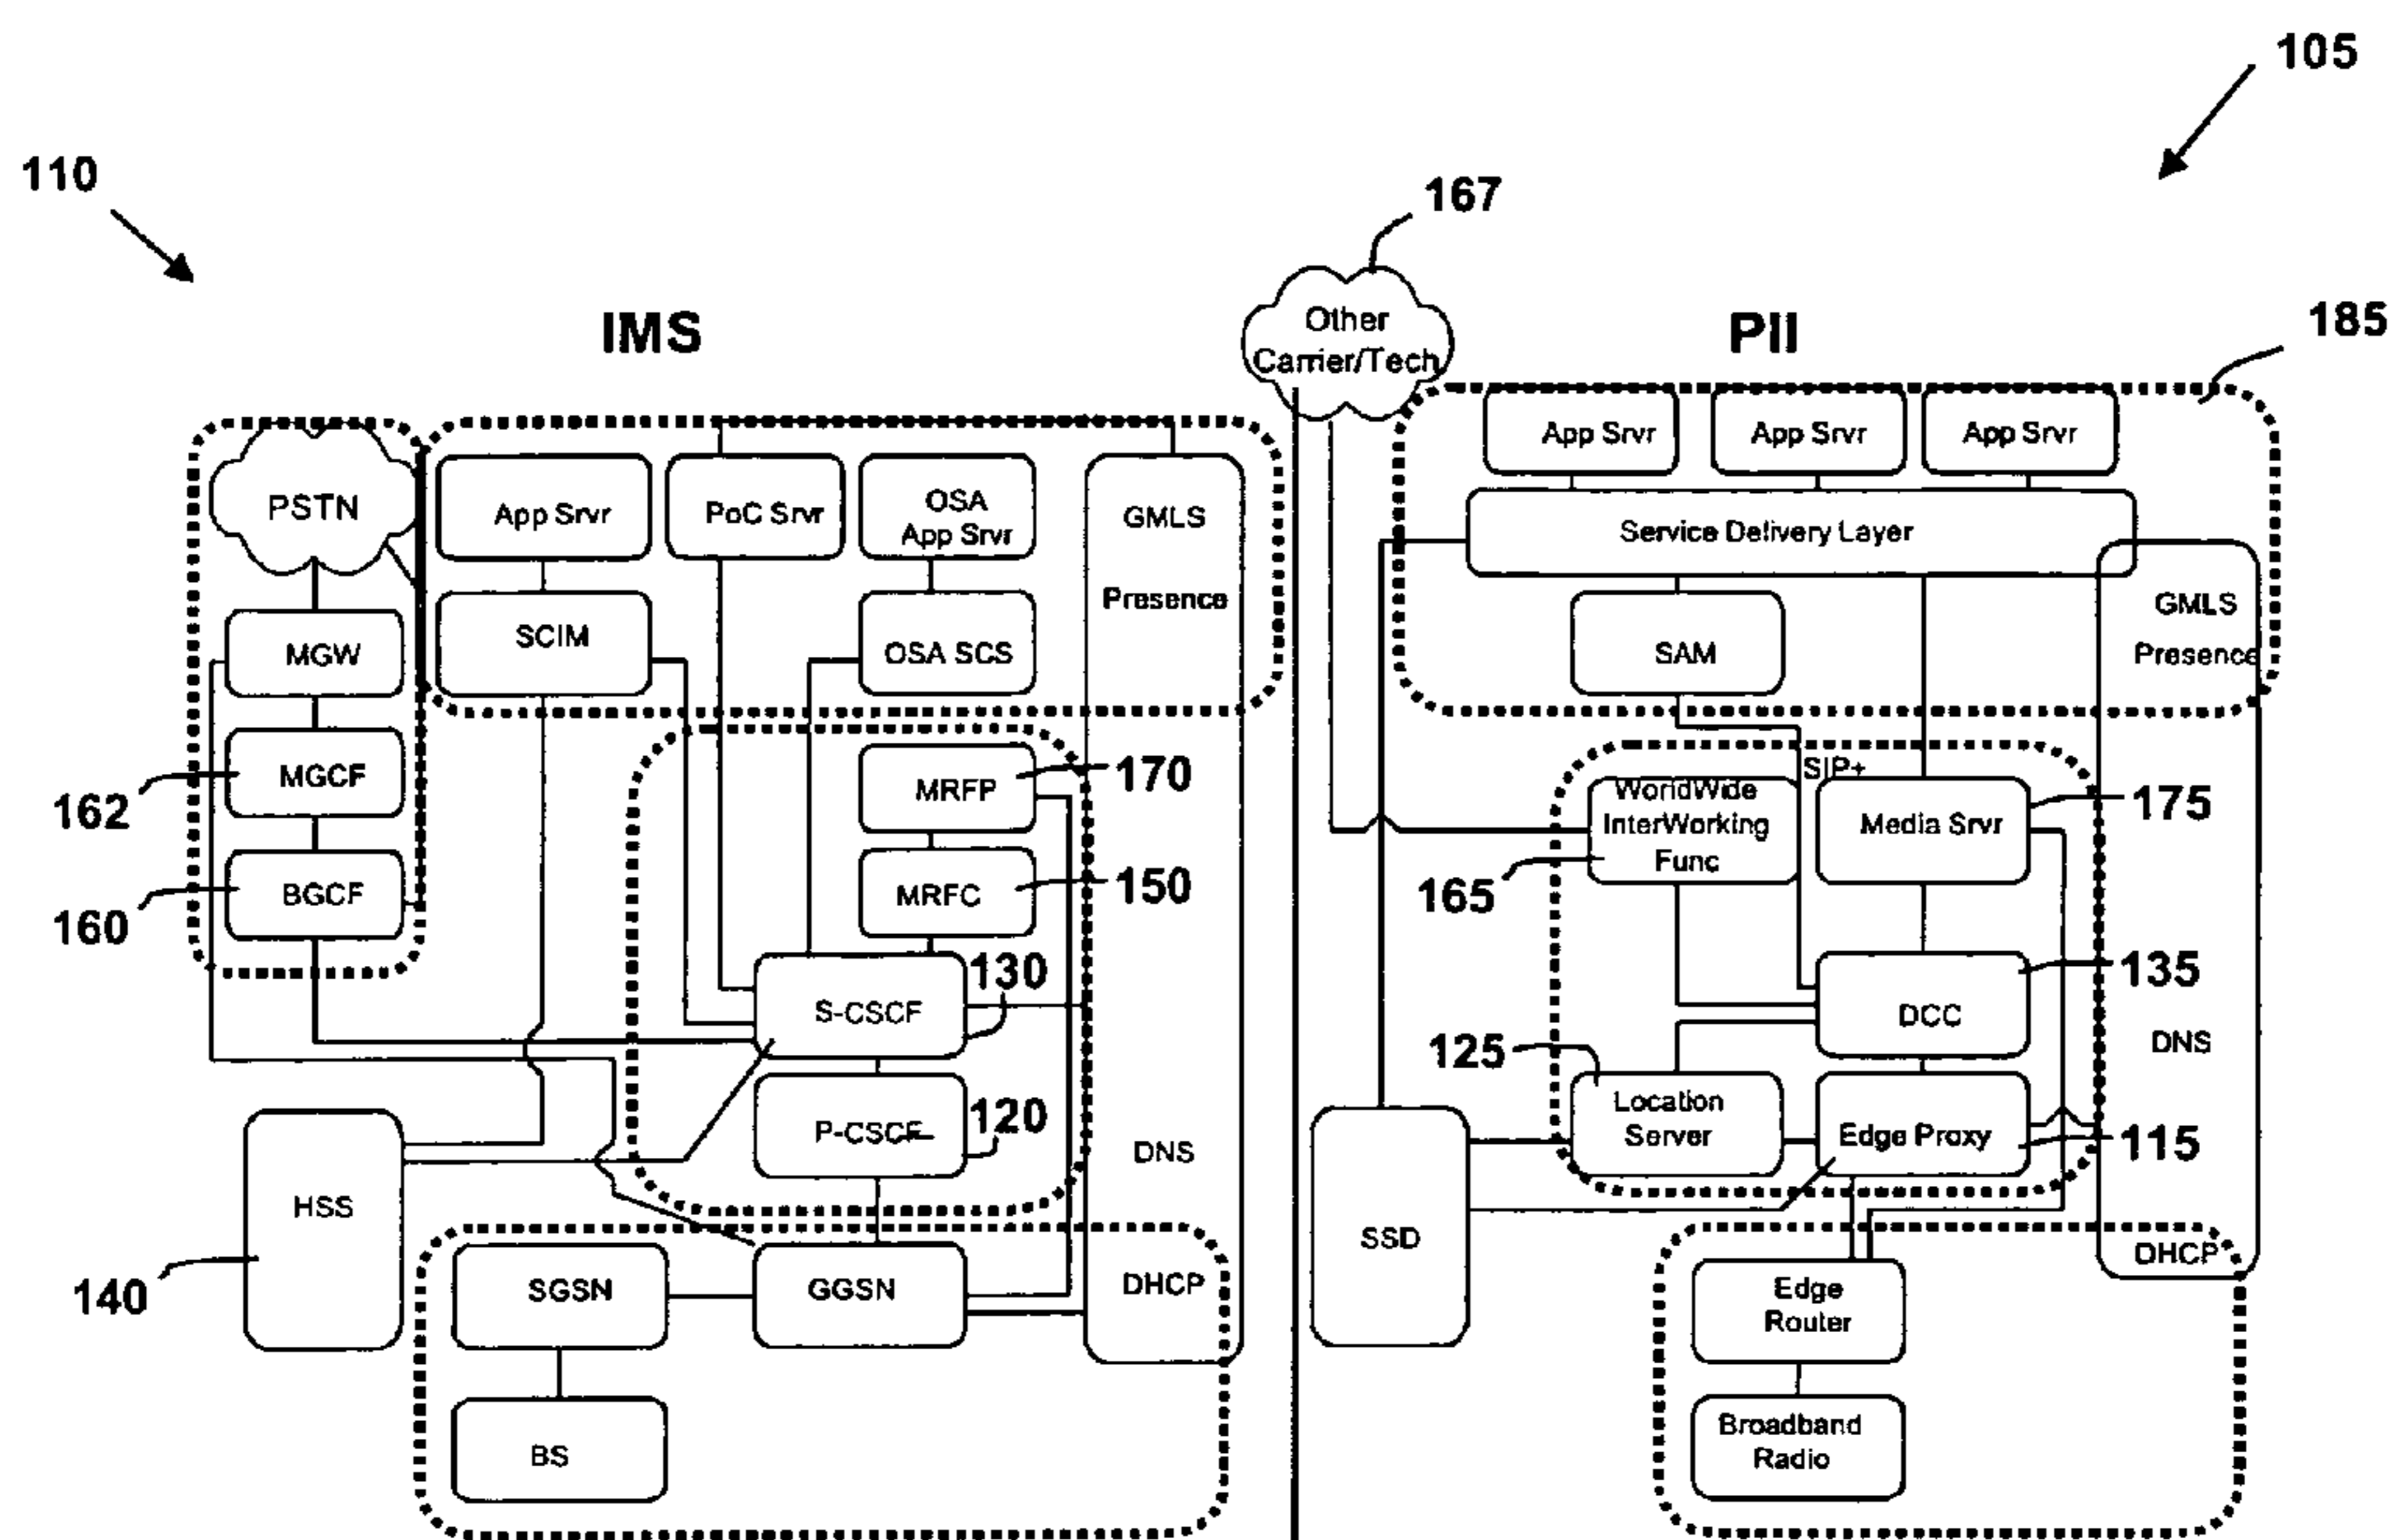 105
110
167
IMS
Other
Carrier/Tech
PII
185
PSTN
App Srvr
PoC Srvr
OSA
App Srvr
GMLS
Presence
SCIM
OSA SCS
MGW
MGCF
162
BGCF
160
MRFP
170
MRFC
150
S-CSCF
130
P-CSCF
120
DNS
HSS
140
SGSN
GGSN
DHCP
BS
App Srvr
App Srvr
App Srvr
Service Delivery Layer
GMLS
Presence
SAM
SIP+
WorldWide
InterWorking
Func
165
Media Srvr
175
DCC
135
DNS
125
Location
Server
Edge Proxy
115
SSD
DHCP
Edge
Router
Broadband
Radio